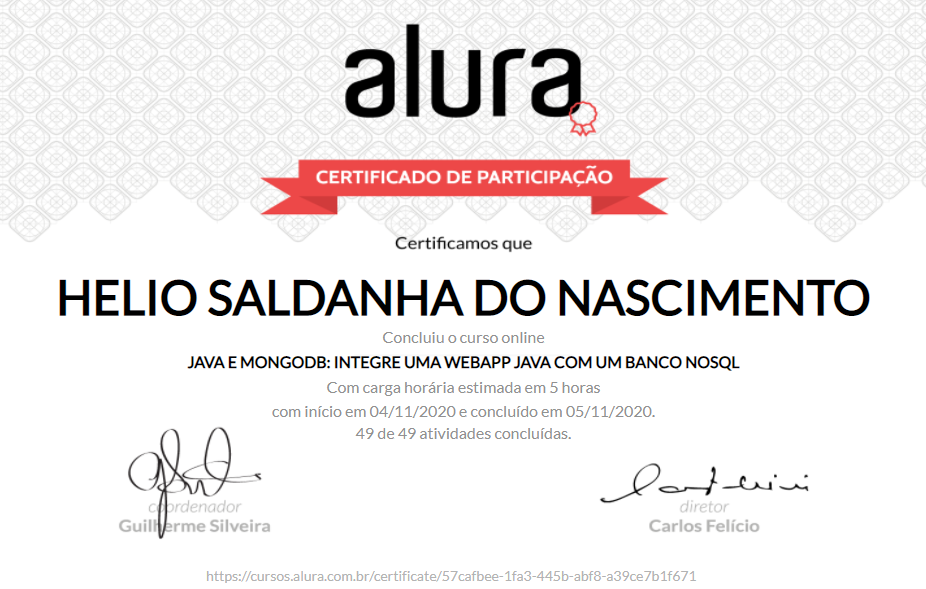 alura
CERTIFICADO DE PARTICIPAÇÃO
Certificamos que
HELIO SALDANHA DO NASCIMENTO
Concluiu o curso online
JAVA E MONGODB: INTEGRE UMA WEBAPP JAVA COM UM BANCO NOSQL
Com carga horária estimada em 5 horas
com início em 04/11/2020 e concluído em 05/11/2020.
49 de 49 atividades concluídas.
coordenador
Guilherme Silveira
diretor
Carlos Felício
https://cursos.alura.com.br/certificate/57cafbee-1fa3-445b-abf8-a39ce7b1f671